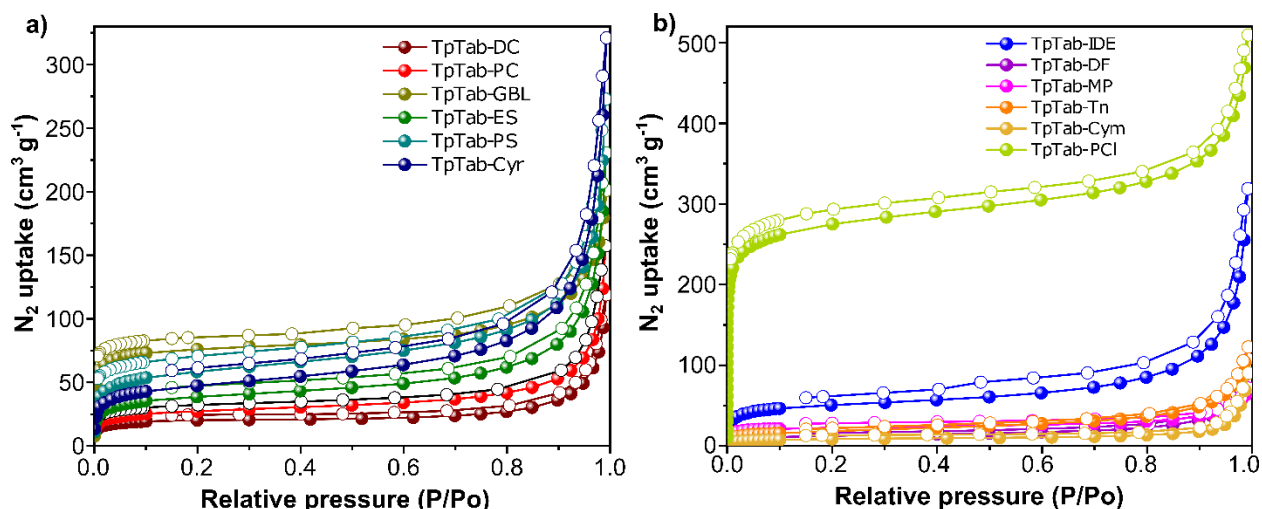 a)
N₂ uptake (cm³ g⁻¹)
300
250
200
150
100
50
0
0.0 0.2 0.4 0.6 0.8 1.0
Relative pressure (P/Po)
TpTab-DC
TpTab-PC
TpTab-GBL
TpTab-ES
TpTab-PS
TpTab-Cyr
b)
N₂ uptake (cm³ g⁻¹)
500
400
300
200
100
0
0.0 0.2 0.4 0.6 0.8 1.0
Relative pressure (P/Po)
TpTab-IDE
TpTab-DF
TpTab-MP
TpTab-Tn
TpTab-Cym
TpTab-PCl